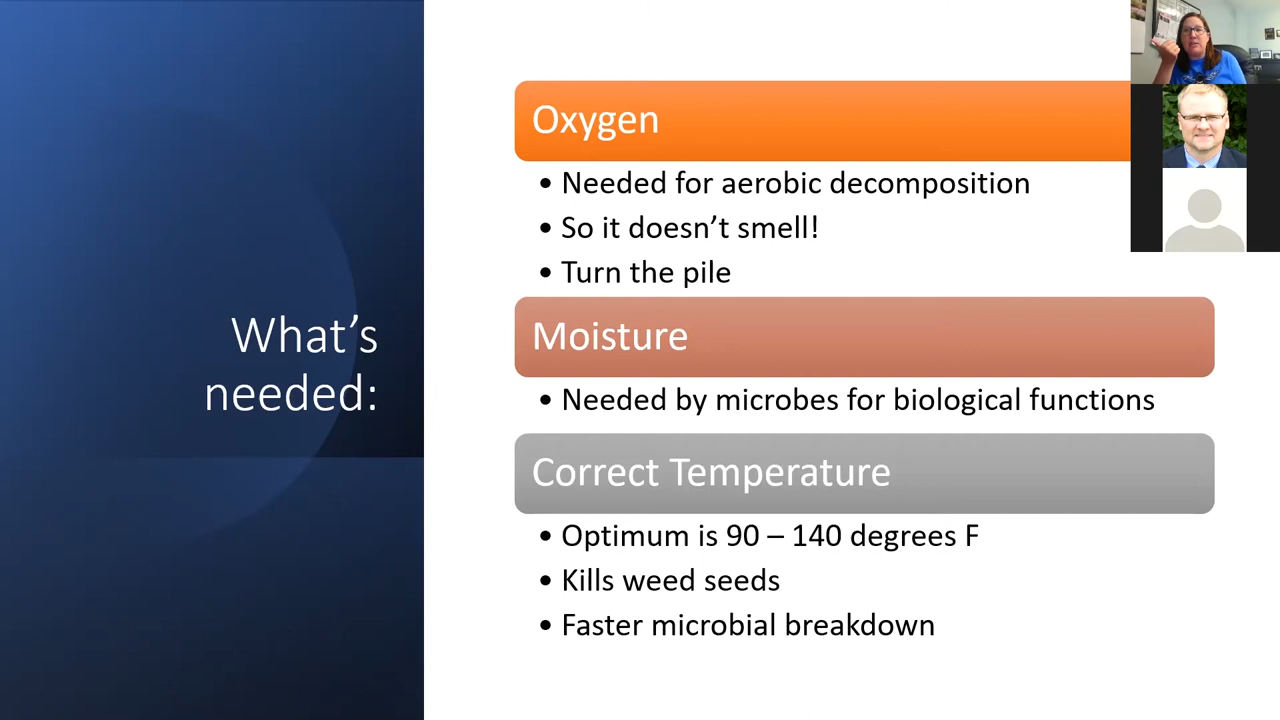 What's
needed:
Oxygen
• Needed for aerobic decomposition
• So it doesn't smell!
• Turn the pile
Moisture
• Needed by microbes for biological functions
Correct Temperature
• Optimum is 90 – 140 degrees F
• Kills weed seeds
• Faster microbial breakdown